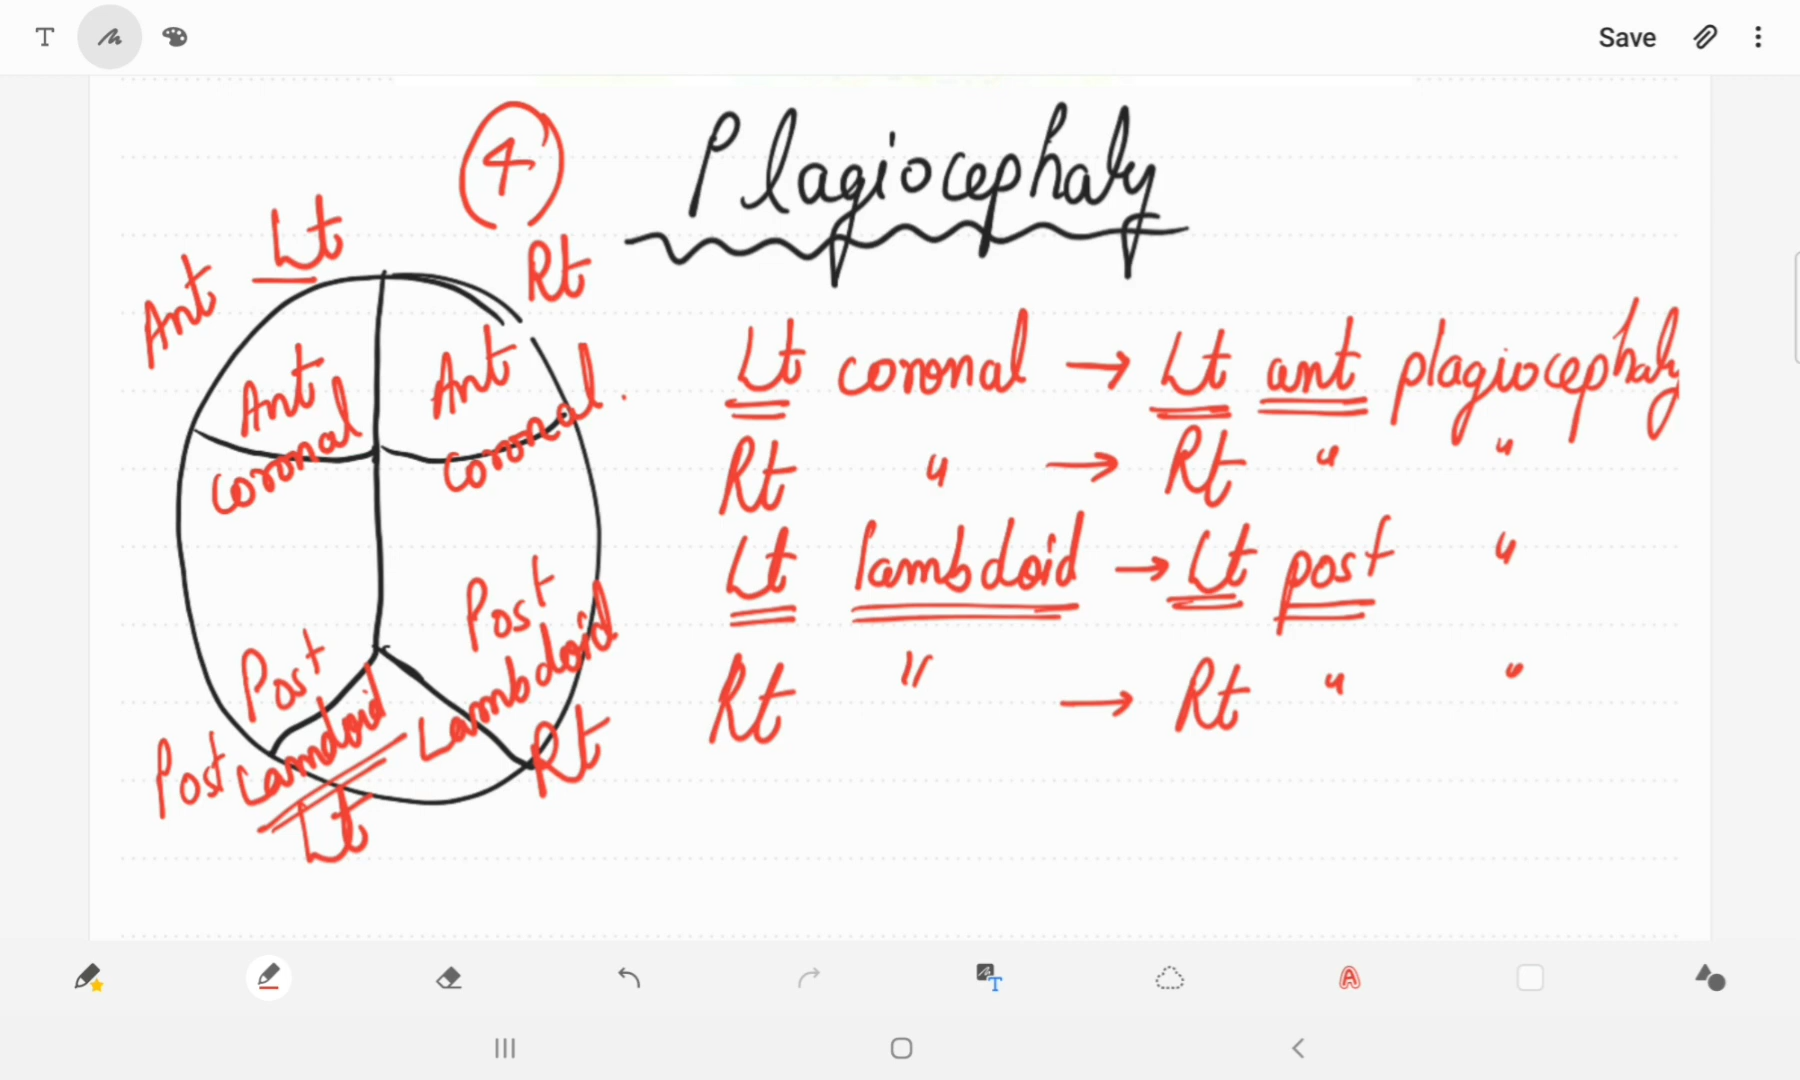 T
Save
4
Plagiocephaly
Lt
Rt
Ant
Ant coronal
Ant coronal.
Post Lamdoid
Post Lambdoid
Post
Lt
Rt
Lt coronal → Lt ant plagiocephaly
Rt " → Rt " "
Lt lambdoid → Lt post "
Rt " → Rt " "
T
A